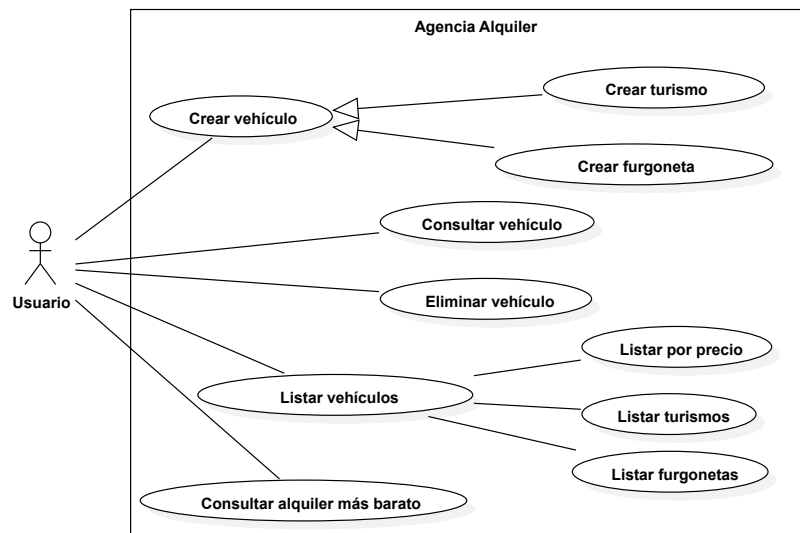 Agencia Alquiler
Crear turismo
Crear vehículo
Crear furgoneta
Consultar vehículo
Usuario
Eliminar vehículo
Listar por precio
Listar vehículos
Listar turismos
Listar furgonetas
Consultar alquiler más barato